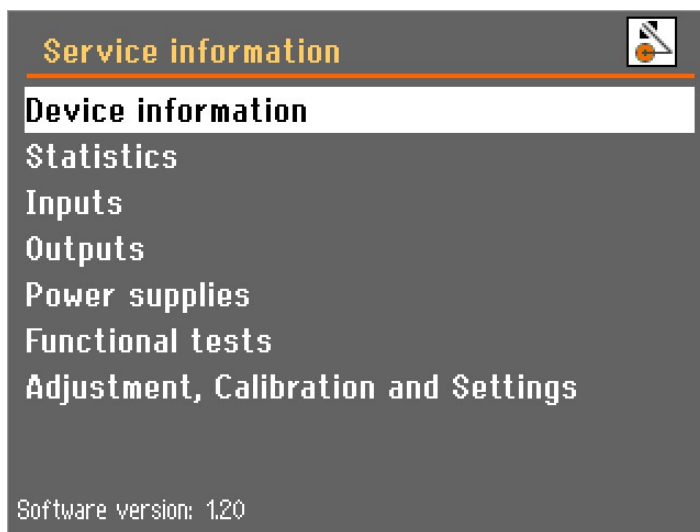 Service information
Device information
Statistics
Inputs
Outputs
Power supplies
Functional tests
Adjustment, Calibration and Settings
Software version: 1.20